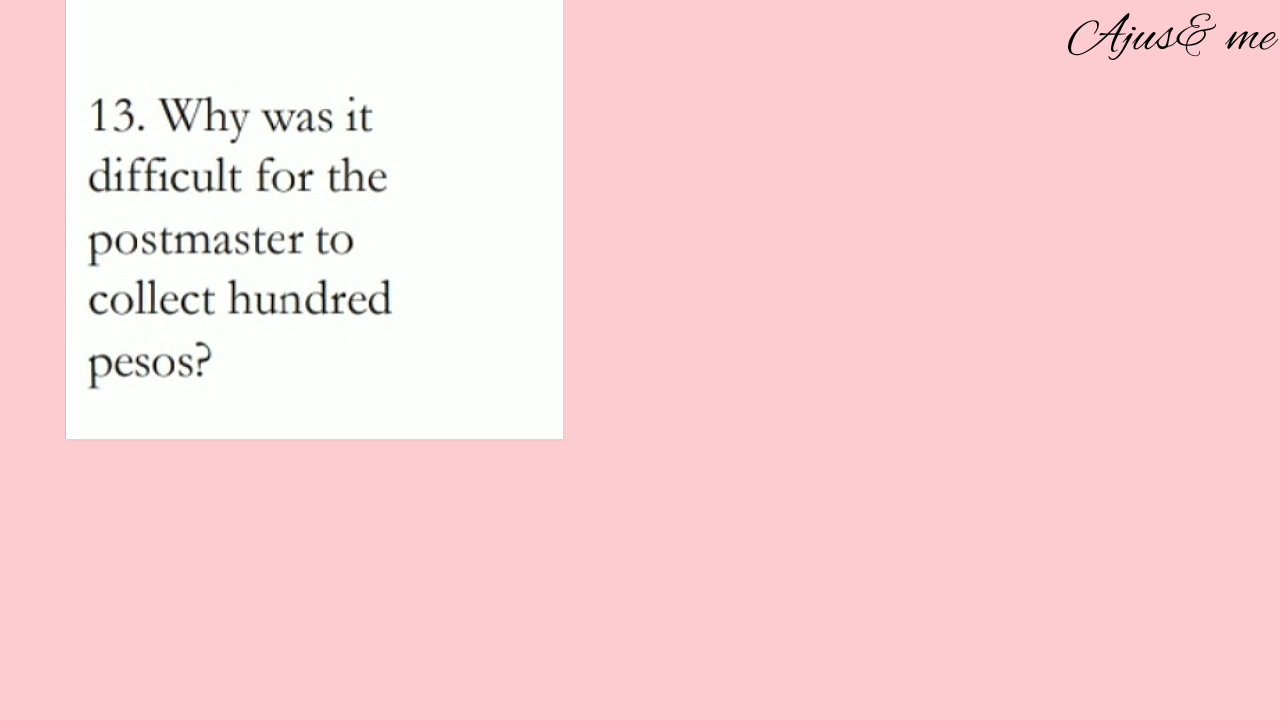 Ajus& me
13. Why was it
difficult for the
postmaster to
collect hundred
pesos?